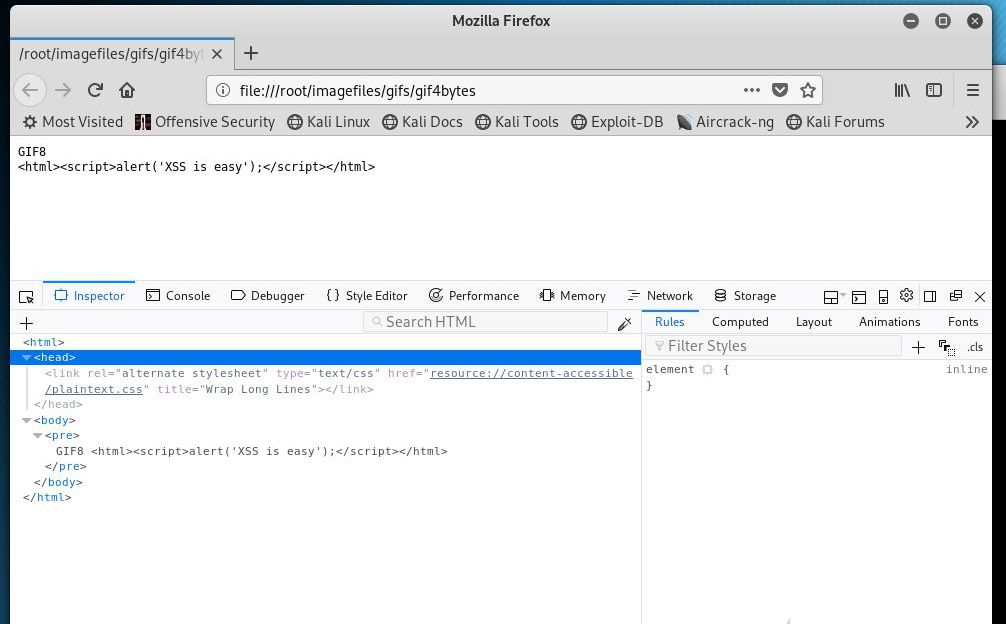 Mozilla Firefox
/root/imagefiles/gifs/gif4byt
file:///root/imagefiles/gifs/gif4bytes
Most Visited Offensive Security Kali Linux Kali Docs Kali Tools Exploit-DB Aircrack-ng Kali Forums
GIF8
<html><script>alert('XSS is easy');</script></html>
Inspector Console Debugger Style Editor Performance Memory Network Storage
Search HTML
Rules Computed Layout Animations Fonts
Filter Styles .cls
<html>
<head>
<link rel="alternate stylesheet" type="text/css" href="resource://content-accessible
/plaintext.css" title="Wrap Long Lines"></link>
</head>
<body>
<pre>
GIF8 <html><script>alert('XSS is easy');</script></html>
</pre>
</body>
</html>
element { inline
}